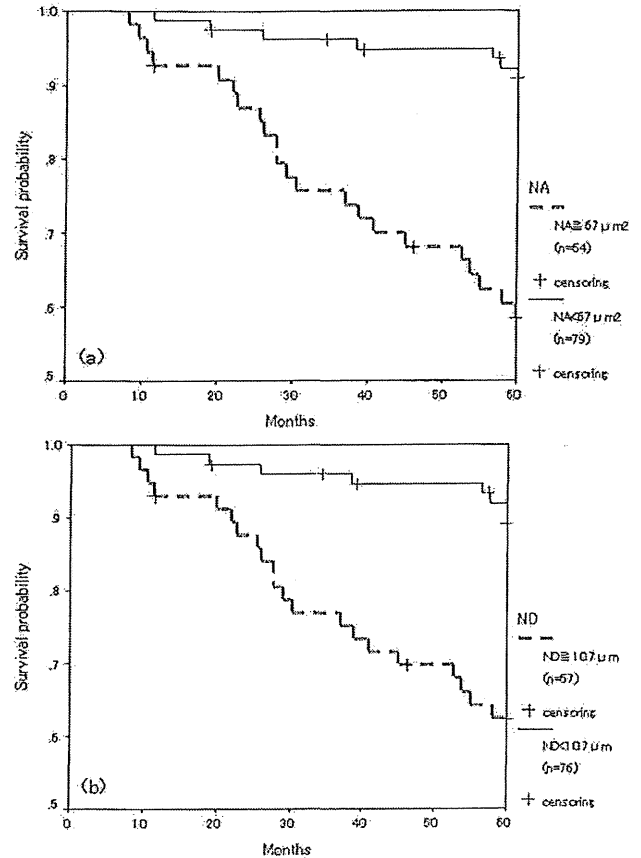 1.0
.9
.8
.7
.6
.5
Survival probability
(a)
0 10 20 30 40 50 60
Months
NA
NA≧67 μm2
(n=54)
censoring
NA<67 μm2
(n=79)
censoring
1.0
.9
.8
.7
.6
.5
Survival probability
(b)
0 10 20 30 40 50 60
Months
ND
ND≧10.7 μm
(n=57)
censoring
ND<10.7 μm
(n=76)
censoring